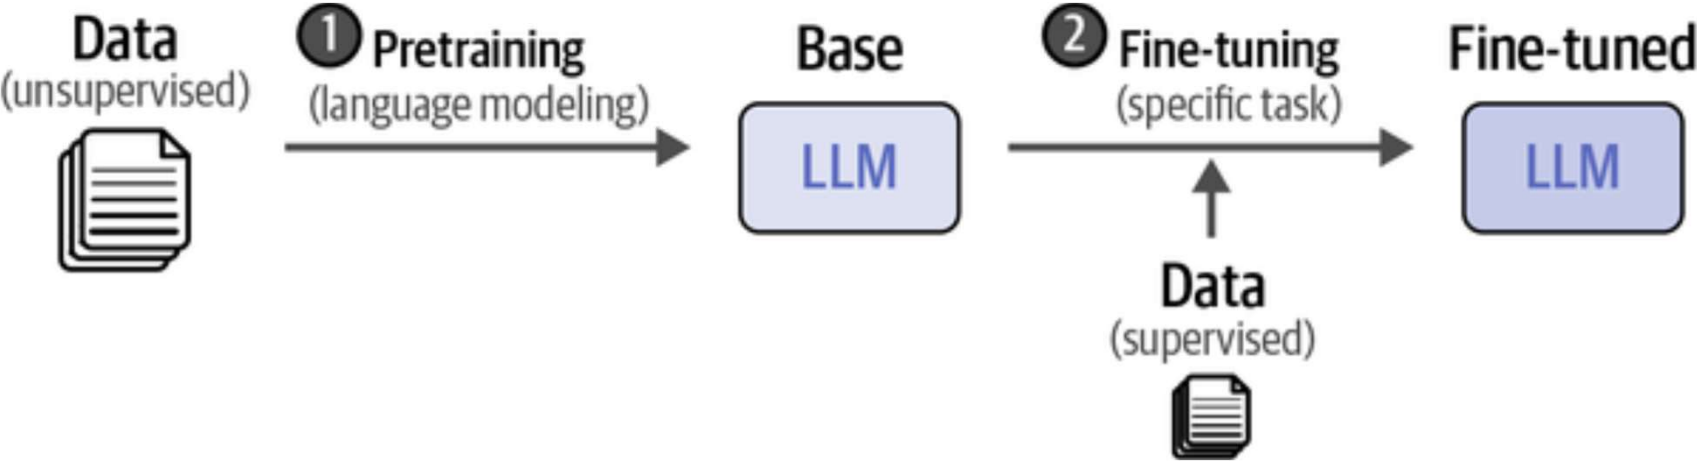 Data
(unsupervised)
1 Pretraining
(language modeling)
Base
LLM
2 Fine-tuning
(specific task)
Data
(supervised)
Fine-tuned
LLM